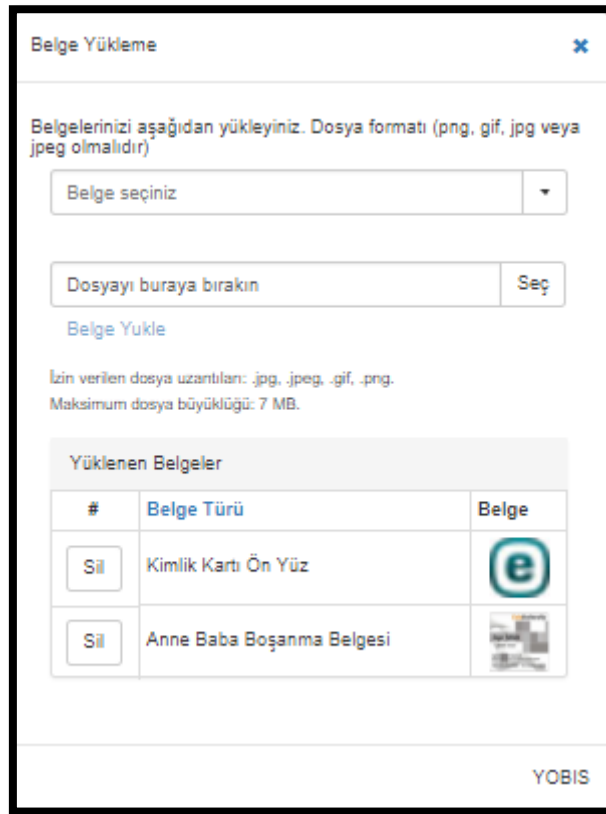 Belge Yükleme
Belgelerinizi aşağıdan yükleyiniz. Dosya formatı (png, gif, jpg veya
jpeg olmalıdır)
Belge seçiniz
Dosyayı buraya bırakın Seç
Belge Yukle
İzin verilen dosya uzantıları: .jpg, .jpeg, .gif, .png.
Maksimum dosya büyüklüğü: 7 MB.
Yüklenen Belgeler
# Belge Türü Belge
Sil Kimlik Kartı Ön Yüz e
Sil Anne Baba Boşanma Belgesi
YOBIS